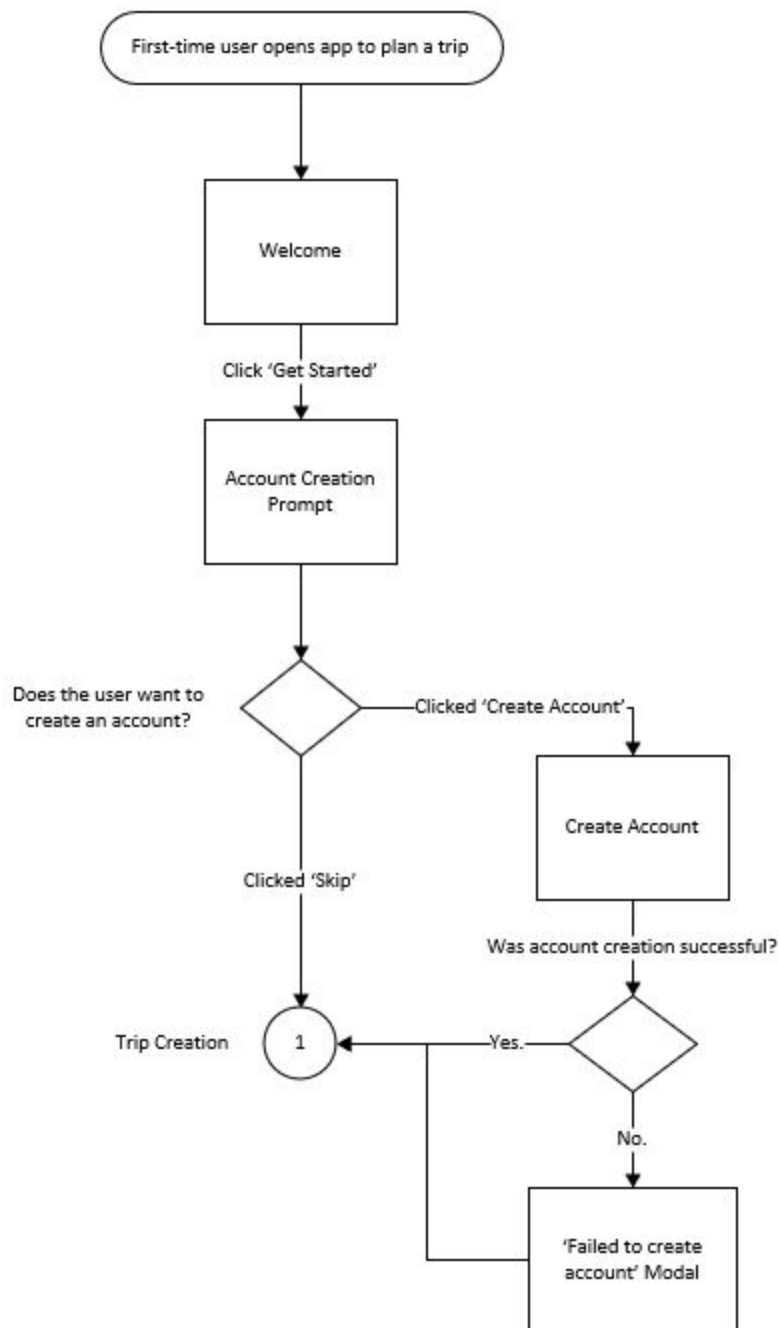 First-time user opens app to plan a trip
Welcome
Click ‘Get Started’
Account Creation
Prompt
Does the user want to
create an account?
Clicked ‘Create Account’
Create Account
Clicked ‘Skip’
Was account creation successful?
Trip Creation
1
Yes.
No.
‘Failed to create
account’ Modal